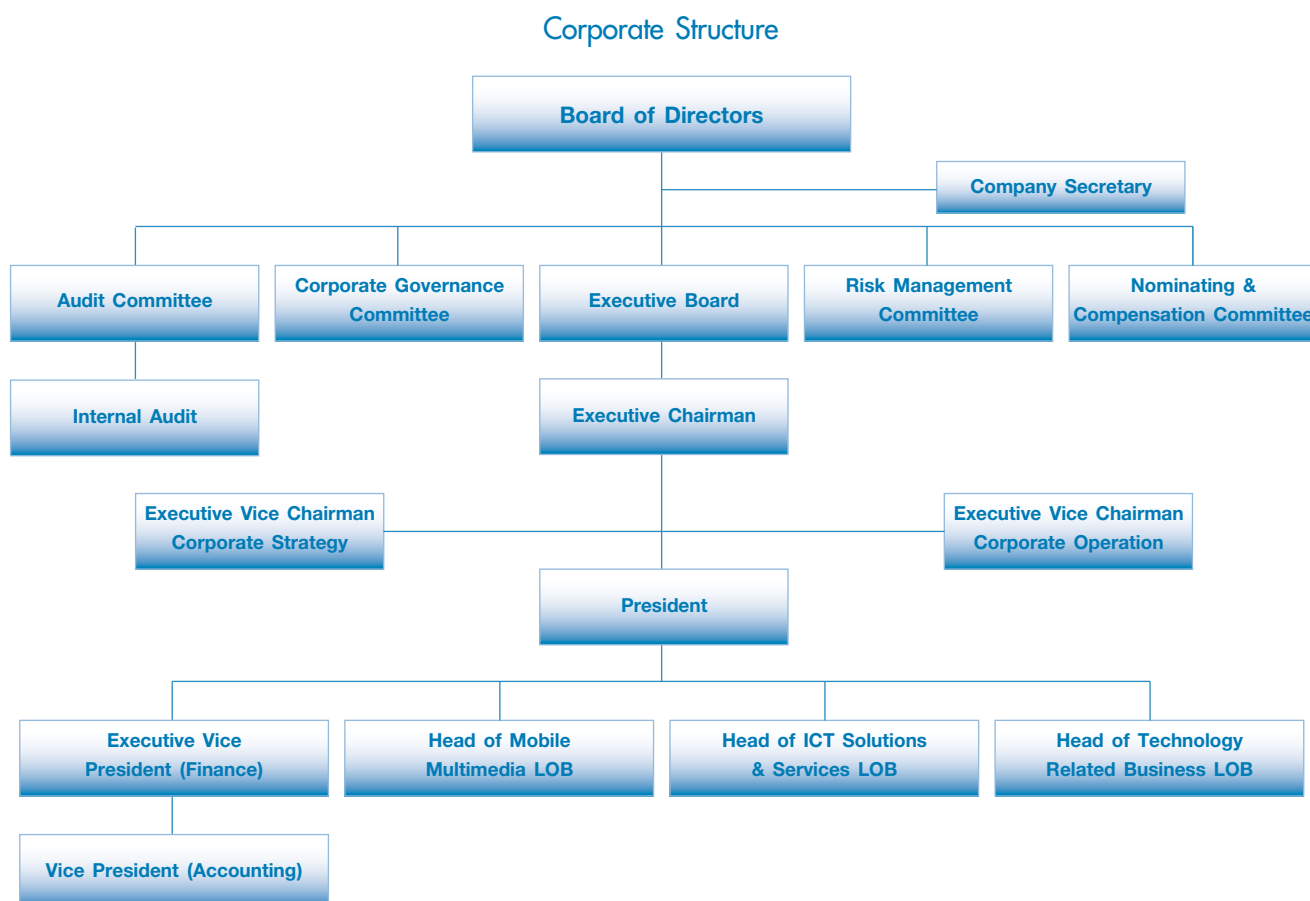 Corporate Structure
Board of Directors
Company Secretary
Audit Committee
Corporate Governance
Committee
Executive Board
Risk Management
Committee
Nominating &
Compensation Committee
Internal Audit
Executive Chairman
Executive Vice Chairman
Corporate Strategy
Executive Vice Chairman
Corporate Operation
President
Executive Vice
President (Finance)
Head of Mobile
Multimedia LOB
Head of ICT Solutions
& Services LOB
Head of Technology
Related Business LOB
Vice President (Accounting)